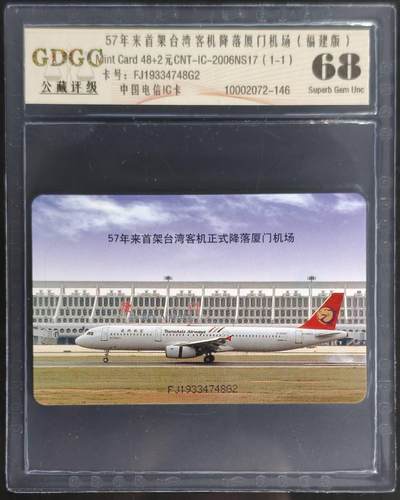 57年来首架台湾客机降落厦门机场(福建版)
GDGC Mint Card 48+2元CNT-IC-2006NS17(1-1)
卡号:FJ19334748G2
公藏评级 中国电信IC卡 10002072-146
68
Superb Gem Unc
57年来首架台湾客机正式降落厦门机场
TransAsia Airways
FJ19334748G2